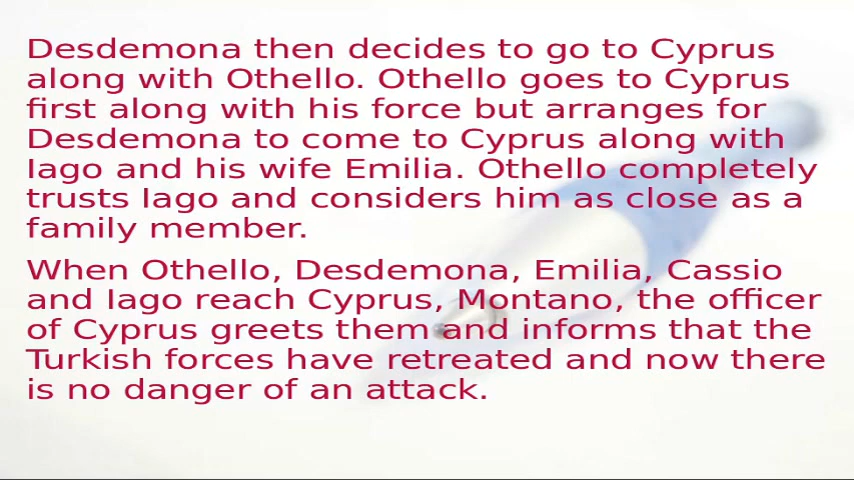 Desdemona then decides to go to Cyprus
along with Othello. Othello goes to Cyprus
first along with his force but arranges for
Desdemona to come to Cyprus along with
Iago and his wife Emilia. Othello completely
trusts Iago and considers him as close as a
family member.
When Othello, Desdemona, Emilia, Cassio
and Iago reach Cyprus, Montano, the officer
of Cyprus greets them and informs that the
Turkish forces have retreated and now there
is no danger of an attack.